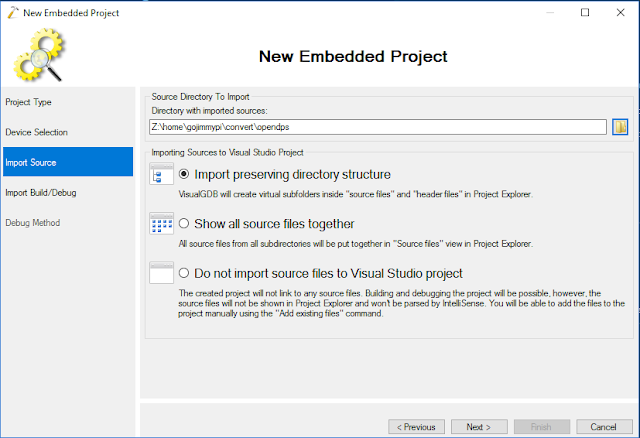 New Embedded Project
New Embedded Project
Project Type
Device Selection
Import Source
Import Build/Debug
Debug Method
Source Directory To Import
Directory with imported sources:
Z:\home\gojimmypi\convert\opendps
Importing Sources to Visual Studio Project
Import preserving directory structure
VisualGDB will create virtual subfolders inside "source files" and "header files" in Project Explorer.
Show all source files together
All source files from all subdirectories will be put together in "Source files" view in Project Explorer.
Do not import source files to Visual Studio project
The created project will not link to any source files. Building and debugging the project will be possible, however, the
source files will not be shown in Project Explorer and won't be parsed by IntelliSense. You will be able to add the files to the
project manually using the "Add existing files" command.
< Previous
Next >
Finish
Cancel